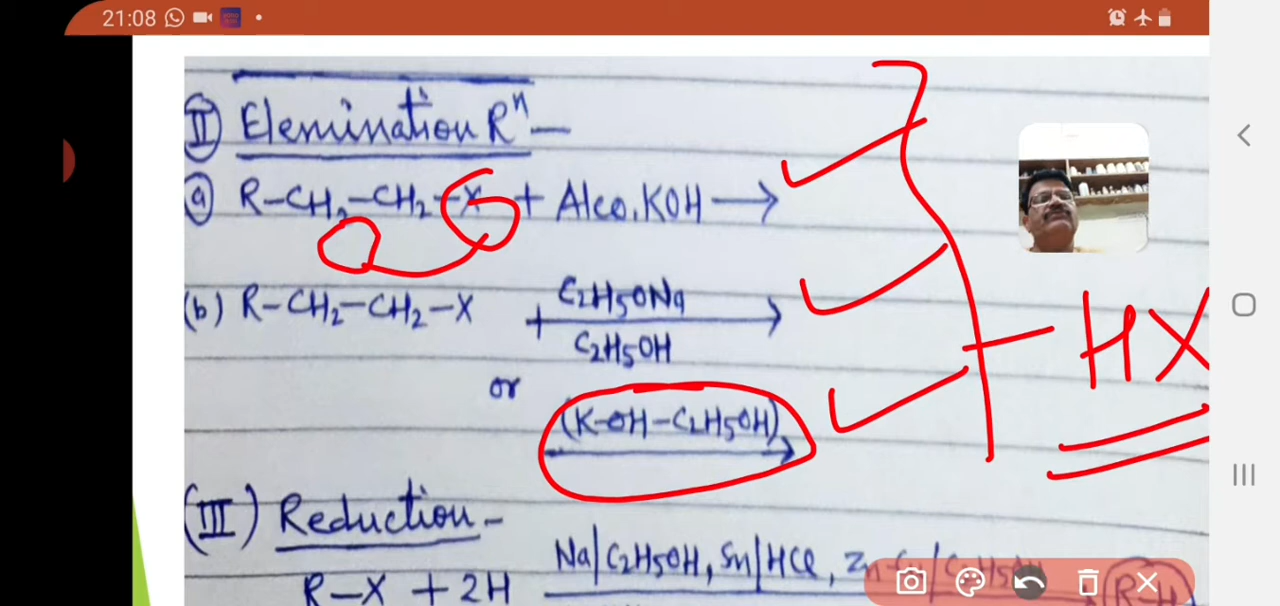 21:08
II Elemination Rⁿ —
(a) R-CH₂-CH₂-X + Alco. KOH →
(b) R-CH₂-CH₂-X + C₂H₅ONa
C₂H₅OH →
or
(K-OH-C₂H₅OH) →
HX
(III) Reduction -
Na/C₂H₅OH, Sn/HCl,
R-X + 2H
R-H